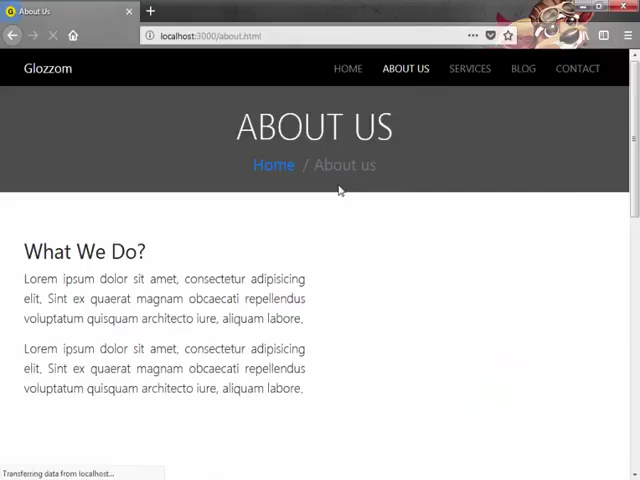 About Us
localhost:3000/about.html
Glozzom
HOME
ABOUT US
SERVICES
BLOG
CONTACT
ABOUT US
Home / About us
What We Do?
Lorem ipsum dolor sit amet, consectetur adipisicing
elit. Sint ex quaerat magnam obcaecati repellendus
voluptatum quisquam architecto iure, aliquam labore.
Lorem ipsum dolor sit amet, consectetur adipisicing
elit. Sint ex quaerat magnam obcaecati repellendus
voluptatum quisquam architecto iure, aliquam labore.
Transferring data from localhost...